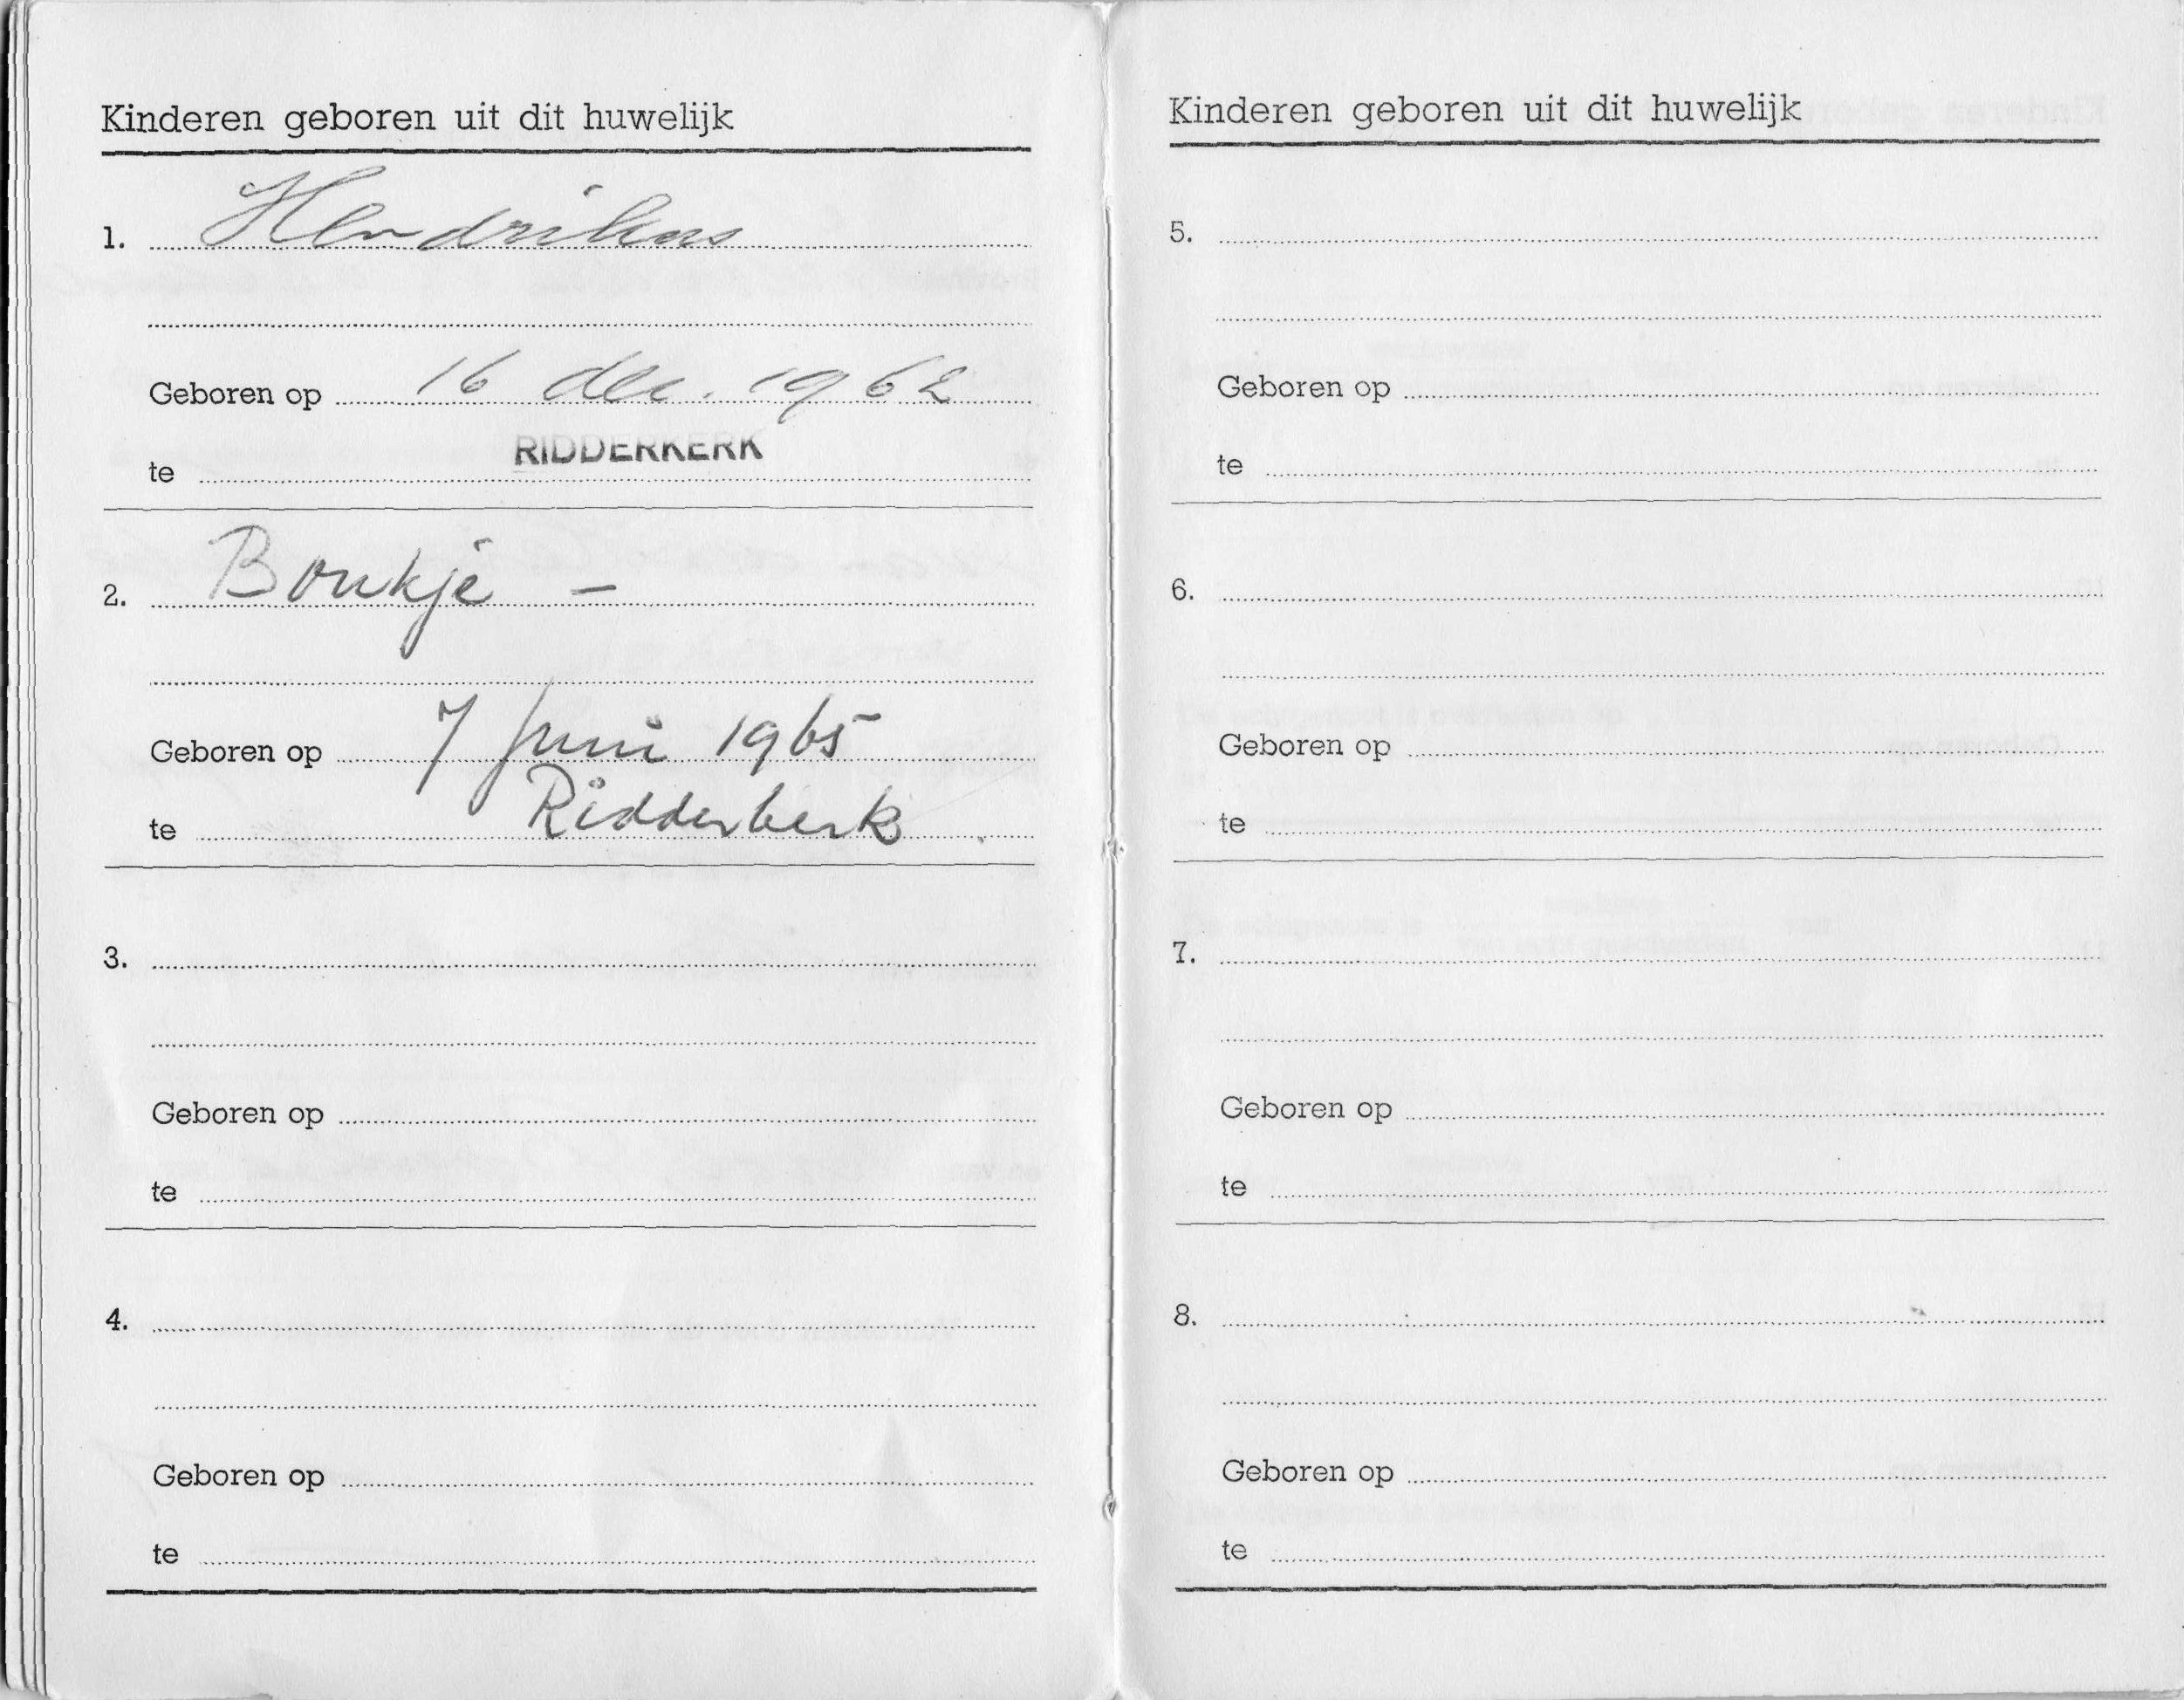 Kinderen geboren uit dit huwelijk
1. Hendrikus
Geboren op 16 dec. 1962
te RIDDERKERK
2. Boukje –
Geboren op 7 Juni 1965
te Ridderkerk
3.
Geboren op
te
4.
Geboren op
te
Kinderen geboren uit dit huwelijk
5.
Geboren op
te
6.
Geboren op
te
7.
Geboren op
te
8.
Geboren op
te